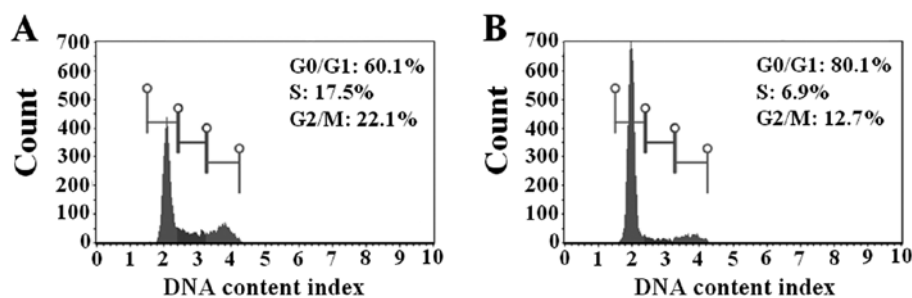 A
Count
700
600
500
400
300
200
100
0
G0/G1: 60.1%
S: 17.5%
G2/M: 22.1%
0 1 2 3 4 5 6 7 8 9 10
DNA content index
B
Count
700
600
500
400
300
200
100
0
G0/G1: 80.1%
S: 6.9%
G2/M: 12.7%
0 1 2 3 4 5 6 7 8 9 10
DNA content index